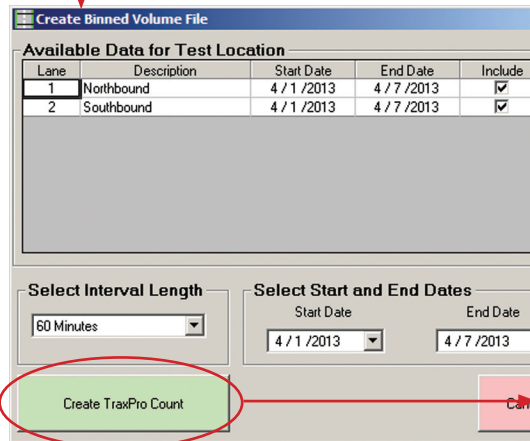 Create Binned Volume File
Available Data for Test Location
Lane Description Start Date End Date Include
1 Northbound 4 / 1 /2013 4 / 7 /2013
2 Southbound 4 / 1 /2013 4 / 7 /2013
Select Interval Length
60 Minutes
Select Start and End Dates
Start Date End Date
4 / 1 /2013 4 / 7 /2013
Create TraxPro Count
Can